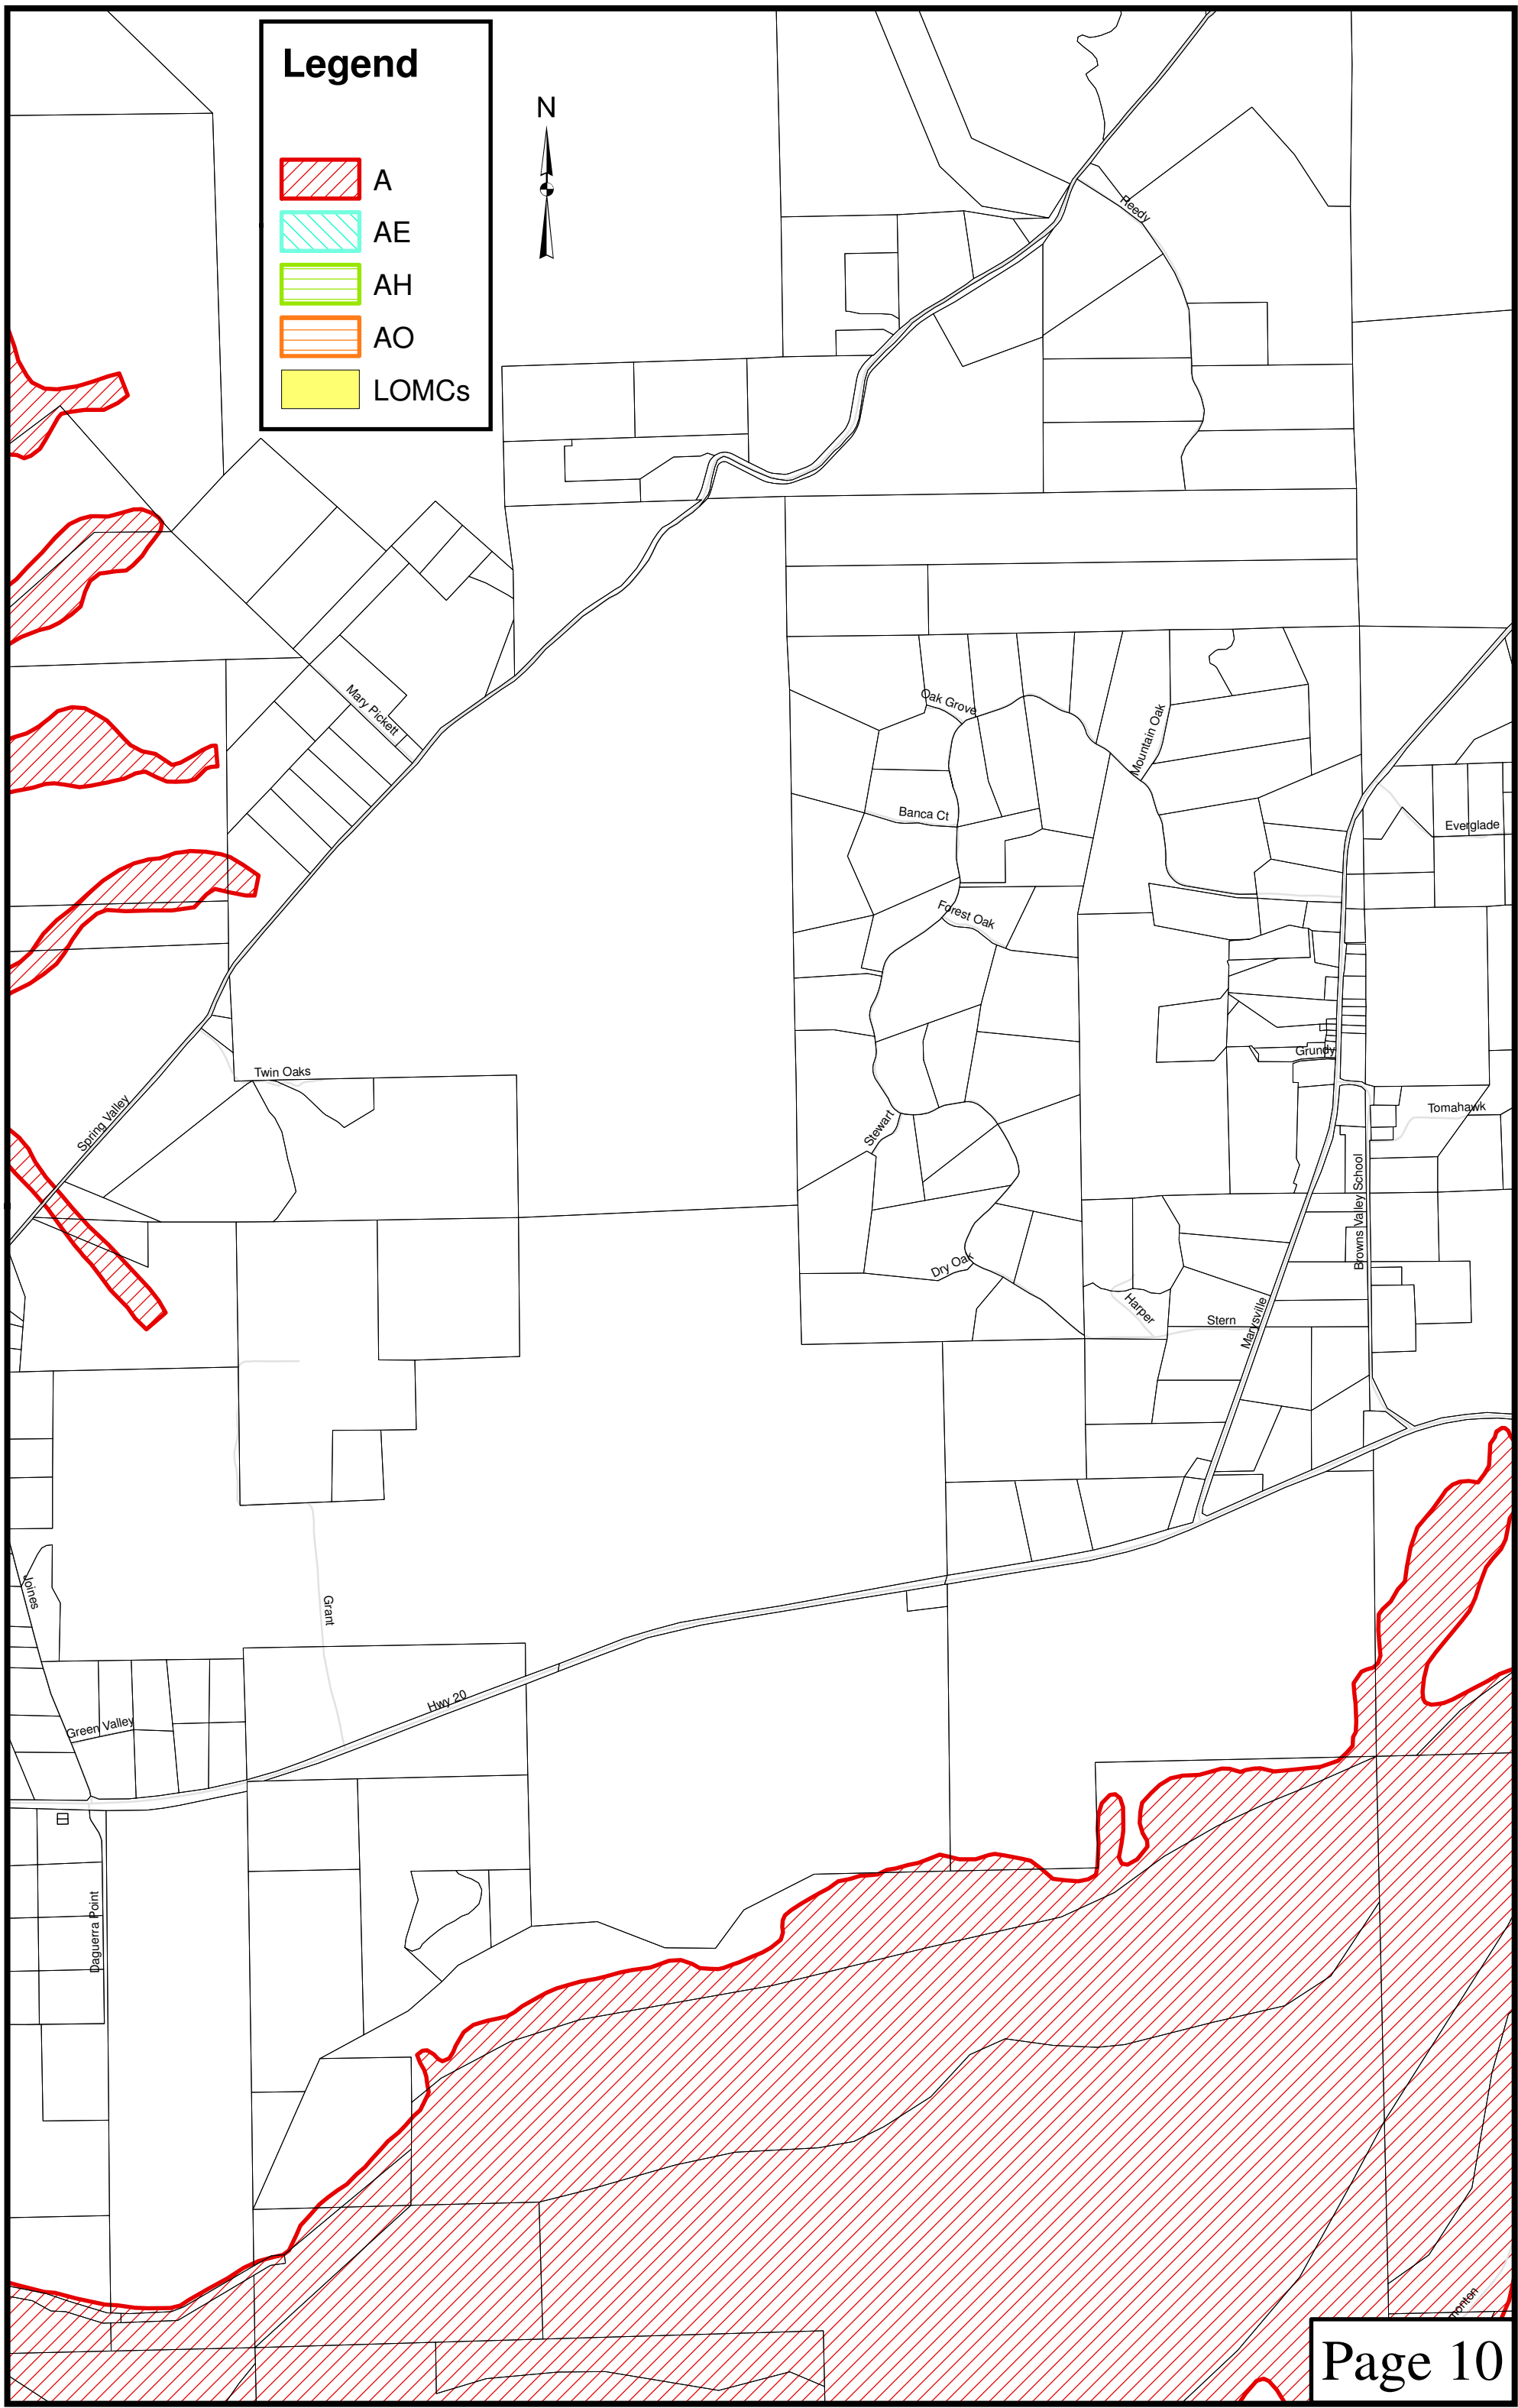 Legend
N
A
AE
AH
AO
LOMCs
Reedy
Mary Pickett
Oak Grove
Mountain Oak
Banca Ct
Everglade
Forest Oak
Grundy
Twin Oaks
Tomahawk
Spring Valley
Stewart
Browns Valley School
Dry Oak
Harper
Stern
Marysville
Joines
Grant
Hwy 20
Green Valley
Daguerra Point
monton
Page 10